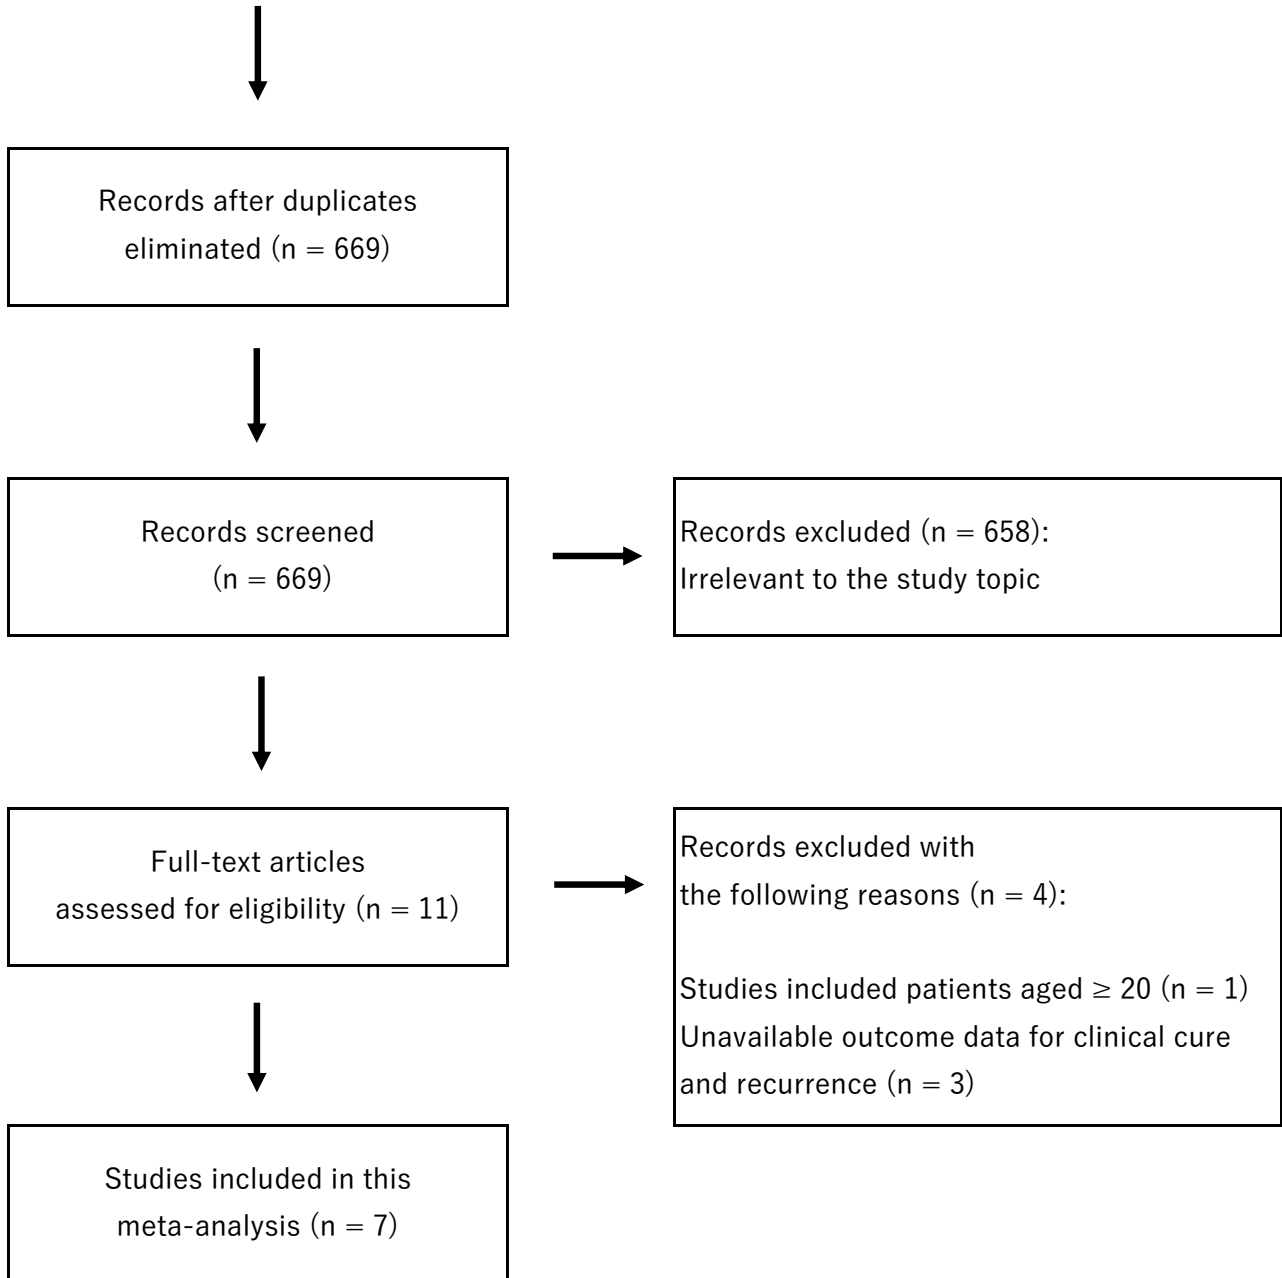 Records after duplicates
eliminated (n = 669)
Records screened
(n = 669)
Records excluded (n = 658):
Irrelevant to the study topic
Full-text articles
assessed for eligibility (n = 11)
Records excluded with
the following reasons (n = 4):
Studies included patients aged ≥ 20 (n = 1)
Unavailable outcome data for clinical cure
and recurrence (n = 3)
Studies included in this
meta-analysis (n = 7)